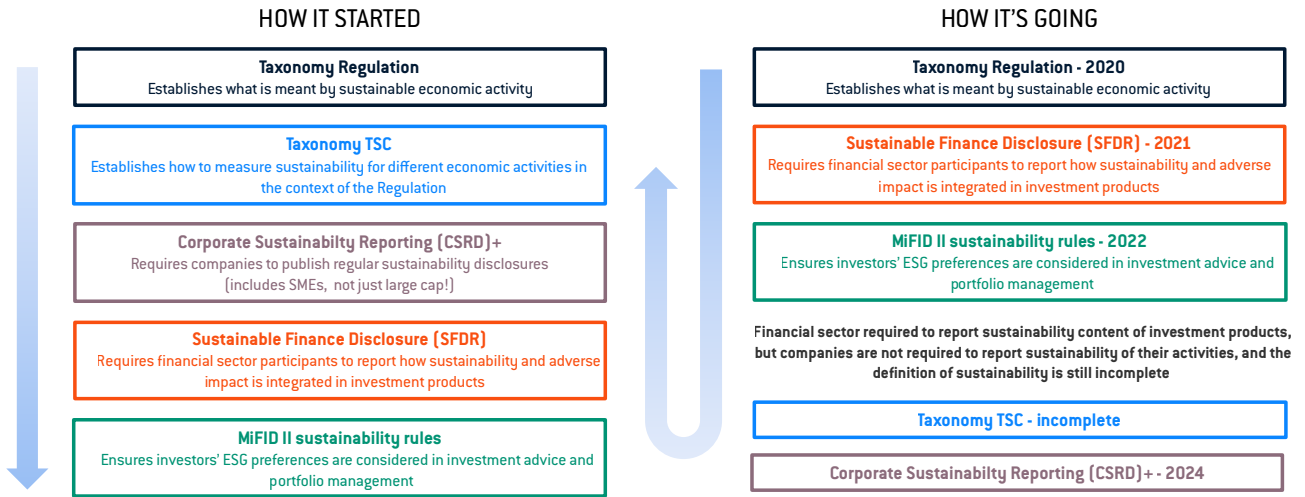 HOW IT STARTED
Taxonomy Regulation
Establishes what is meant by sustainable economic activity
Taxonomy TSC
Establishes how to measure sustainability for different economic activities in
the context of the Regulation
Corporate Sustainabilty Reporting (CSRD)+
Requires companies to publish regular sustainability disclosures
(includes SMEs, not just large cap!)
Sustainable Finance Disclosure (SFDR)
Requires financial sector participants to report how sustainability and adverse
impact is integrated in investment products
MiFID II sustainability rules
Ensures investors' ESG preferences are considered in investment advice and
portfolio management
HOW IT'S GOING
Taxonomy Regulation - 2020
Establishes what is meant by sustainable economic activity
Sustainable Finance Disclosure (SFDR) - 2021
Requires financial sector participants to report how sustainability and adverse
impact is integrated in investment products
MiFID II sustainability rules - 2022
Ensures investors' ESG preferences are considered in investment advice and
portfolio management
Financial sector required to report sustainability content of investment products,
but companies are not required to report sustainability of their activities, and the
definition of sustainability is still incomplete
Taxonomy TSC - incomplete
Corporate Sustainabilty Reporting (CSRD)+ - 2024